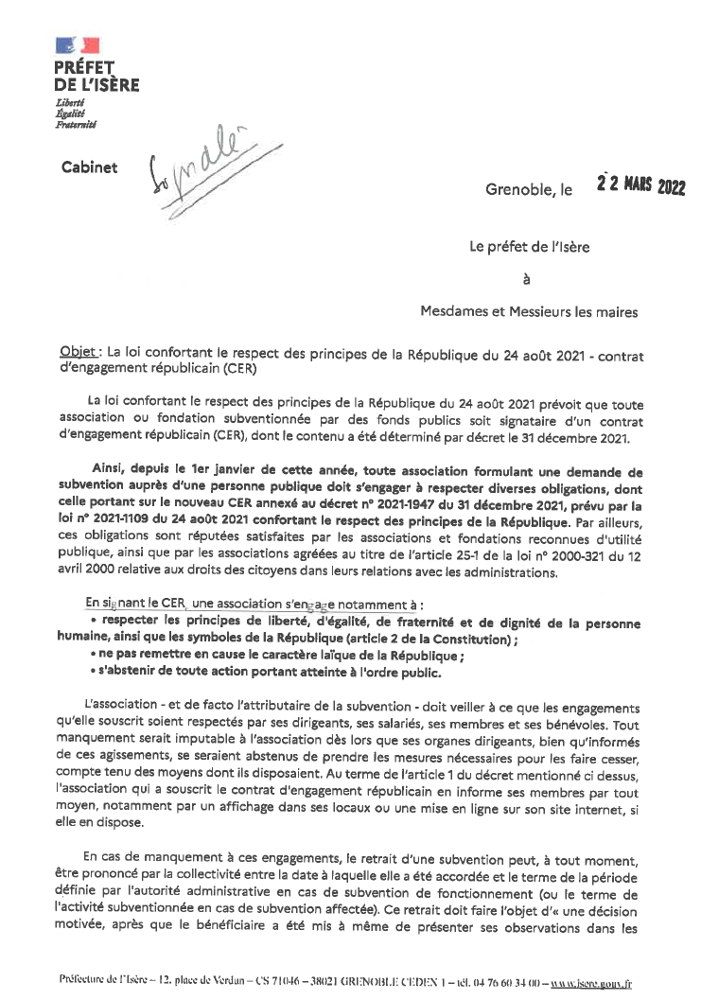 PRÉFET
DE L'ISÈRE
Liberté
Égalité
Fraternité
Cabinet
Grenoble, le 22 MARS 2022
Le préfet de l'Isère
à
Mesdames et Messieurs les maires
Objet : La loi confortant le respect des principes de la République du 24 août 2021 - contrat
d'engagement républicain (CER)
La loi confortant le respect des principes de la République du 24 août 2021 prévoit que toute
association ou fondation subventionnée par des fonds publics soit signataire d'un contrat
d'engagement républicain (CER), dont le contenu a été déterminé par décret le 31 décembre 2021.
Ainsi, depuis le 1er janvier de cette année, toute association formulant une demande de
subvention auprès d'une personne publique doit s'engager à respecter diverses obligations, dont
celle portant sur le nouveau CER annexé au décret n° 2021-1947 du 31 décembre 2021, prévu par la
loi n° 2021-1109 du 24 août 2021 confortant le respect des principes de la République. Par ailleurs,
ces obligations sont réputées satisfaites par les associations et fondations reconnues d'utilité
publique, ainsi que par les associations agréées au titre de l'article 25-1 de la loi n° 2000-321 du 12
avril 2000 relative aux droits des citoyens dans leurs relations avec les administrations.
En signant le CER, une association s'engage notamment à :
• respecter les principes de liberté, d'égalité, de fraternité et de dignité de la personne
humaine, ainsi que les symboles de la République (article 2 de la Constitution) ;
• ne pas remettre en cause le caractère laïque de la République ;
• s'abstenir de toute action portant atteinte à l'ordre public.
L'association - et de facto l'attributaire de la subvention - doit veiller à ce que les engagements
qu'elle souscrit soient respectés par ses dirigeants, ses salariés, ses membres et ses bénévoles. Tout
manquement serait imputable à l'association dès lors que ses organes dirigeants, bien qu'informés
de ces agissements, se seraient abstenus de prendre les mesures nécessaires pour les faire cesser,
compte tenu des moyens dont ils disposaient. Au terme de l'article 1 du décret mentionné ci dessus,
l'association qui a souscrit le contrat d'engagement républicain en informe ses membres par tout
moyen, notamment par un affichage dans ses locaux ou une mise en ligne sur son site internet, si
elle en dispose.
En cas de manquement à ces engagements, le retrait d'une subvention peut, à tout moment,
être prononcé par la collectivité entre la date à laquelle elle a été accordée et le terme de la période
définie par l'autorité administrative en cas de subvention de fonctionnement (ou le terme de
l'activité subventionnée en cas de subvention affectée). Ce retrait doit faire l'objet d'« une décision
motivée, après que le bénéficiaire a été mis à même de présenter ses observations dans les
Préfecture de l'Isère – 12, place de Verdun – CS 71046 – 38021 GRENOBLE CEDEX 1 – tél. 04 76 60 34 00 – www.isere.gouv.fr